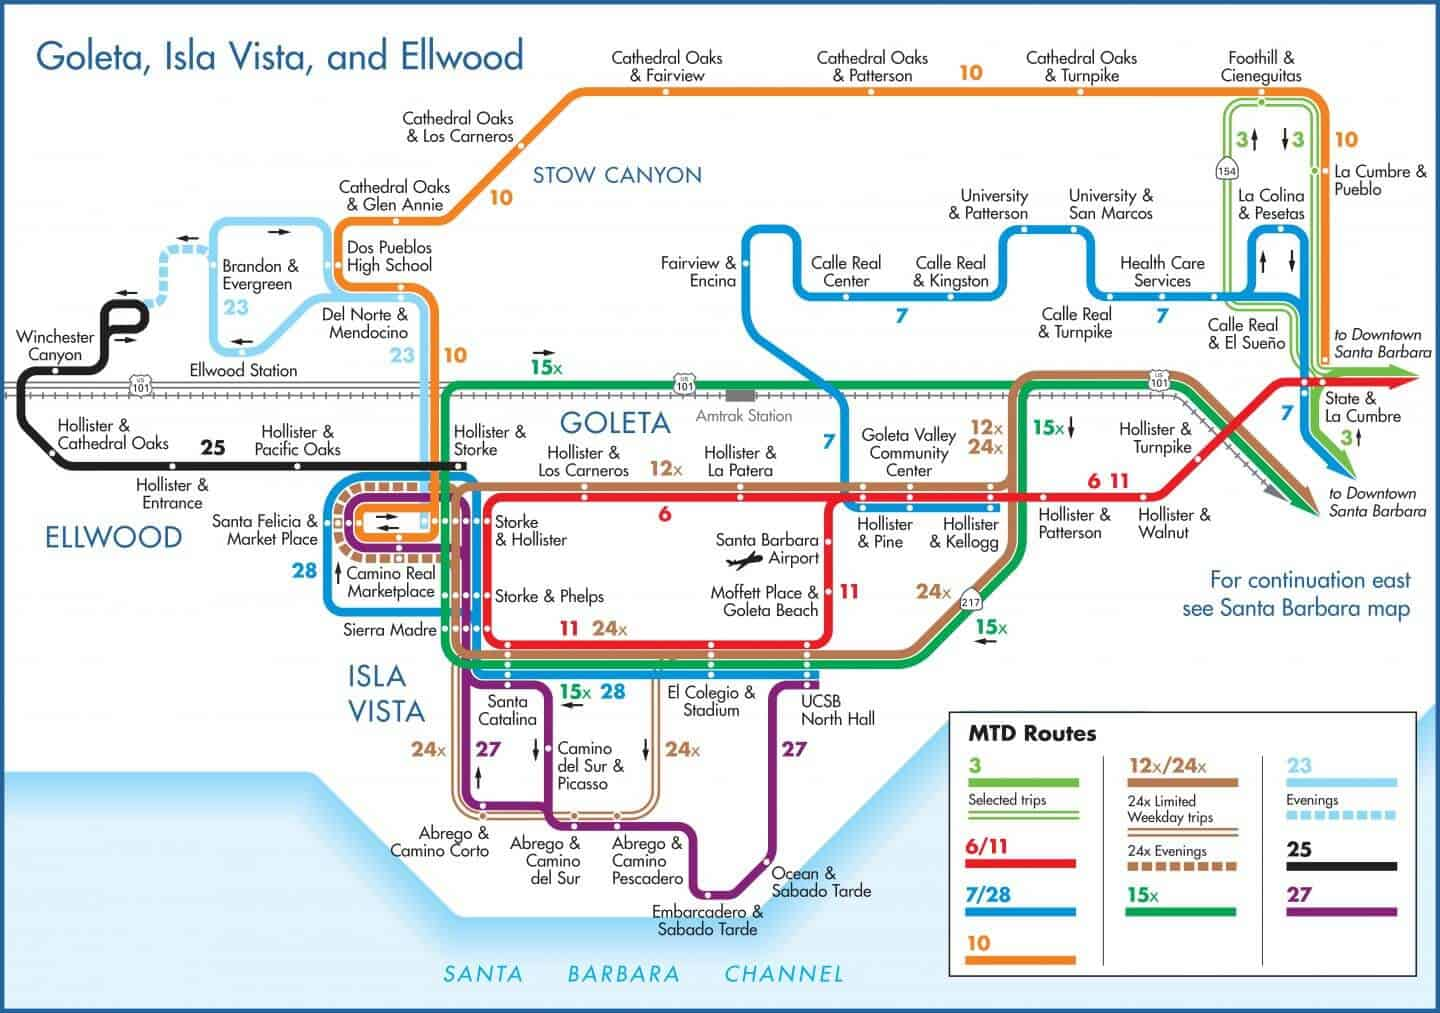 Goleta, Isla Vista, and Ellwood
Cathedral Oaks
& Fairview
Cathedral Oaks
& Patterson
10
Cathedral Oaks
& Turnpike
Foothill &
Cieneguitas
Cathedral Oaks
& Los Carneros
3
3
10
STOW CANYON
154
La Cumbre &
Pueblo
Cathedral Oaks
& Glen Annie
10
University
& Patterson
University &
San Marcos
La Colina
& Pesetas
Dos Pueblos
High School
Brandon &
Evergreen
23
Fairview &
Encina
Calle Real
Center
Calle Real
& Kingston
Health Care
Services
7
7
Calle Real
& Turnpike
Calle Real
& El Sueño
Del Norte &
Mendocino
Winchester
Canyon
23
10
Ellwood Station
15x
to Downtown
Santa Barbara
US
101
US
101
US
101
Amtrak Station
GOLETA
State &
La Cumbre
7
3
Hollister &
Cathedral Oaks
Hollister &
Pacific Oaks
25
Hollister &
Storke
Hollister &
Los Carneros
12x
Hollister &
La Patera
7
Goleta Valley
Community
Center
12x
24x
15x
Hollister &
Turnpike
Hollister &
Entrance
6
6 11
to Downtown
Santa Barbara
ELLWOOD
Santa Felicia &
Market Place
Storke
& Hollister
Santa Barbara
Airport
Hollister
& Pine
Hollister
& Kellogg
Hollister &
Patterson
Hollister &
Walnut
28
Camino Real
Marketplace
Storke & Phelps
Moffett Place &
Goleta Beach
11
24x
217
15x
For continuation east
see Santa Barbara map
Sierra Madre
11 24x
ISLA
VISTA
Santa
Catalina
15x 28
El Colegio &
Stadium
UCSB
North Hall
24x
27
Camino
del Sur &
Picasso
24x
27
Abrego &
Camino Corto
Abrego &
Camino
del Sur
Abrego &
Camino
Pescadero
Ocean &
Sabado Tarde
Embarcadero &
Sabado Tarde
SANTA BARBARA CHANNEL
MTD Routes
3
Selected trips
6/11
7/28
10
12x/24x
24x Limited
Weekday trips
24x Evenings
15x
23
Evenings
25
27